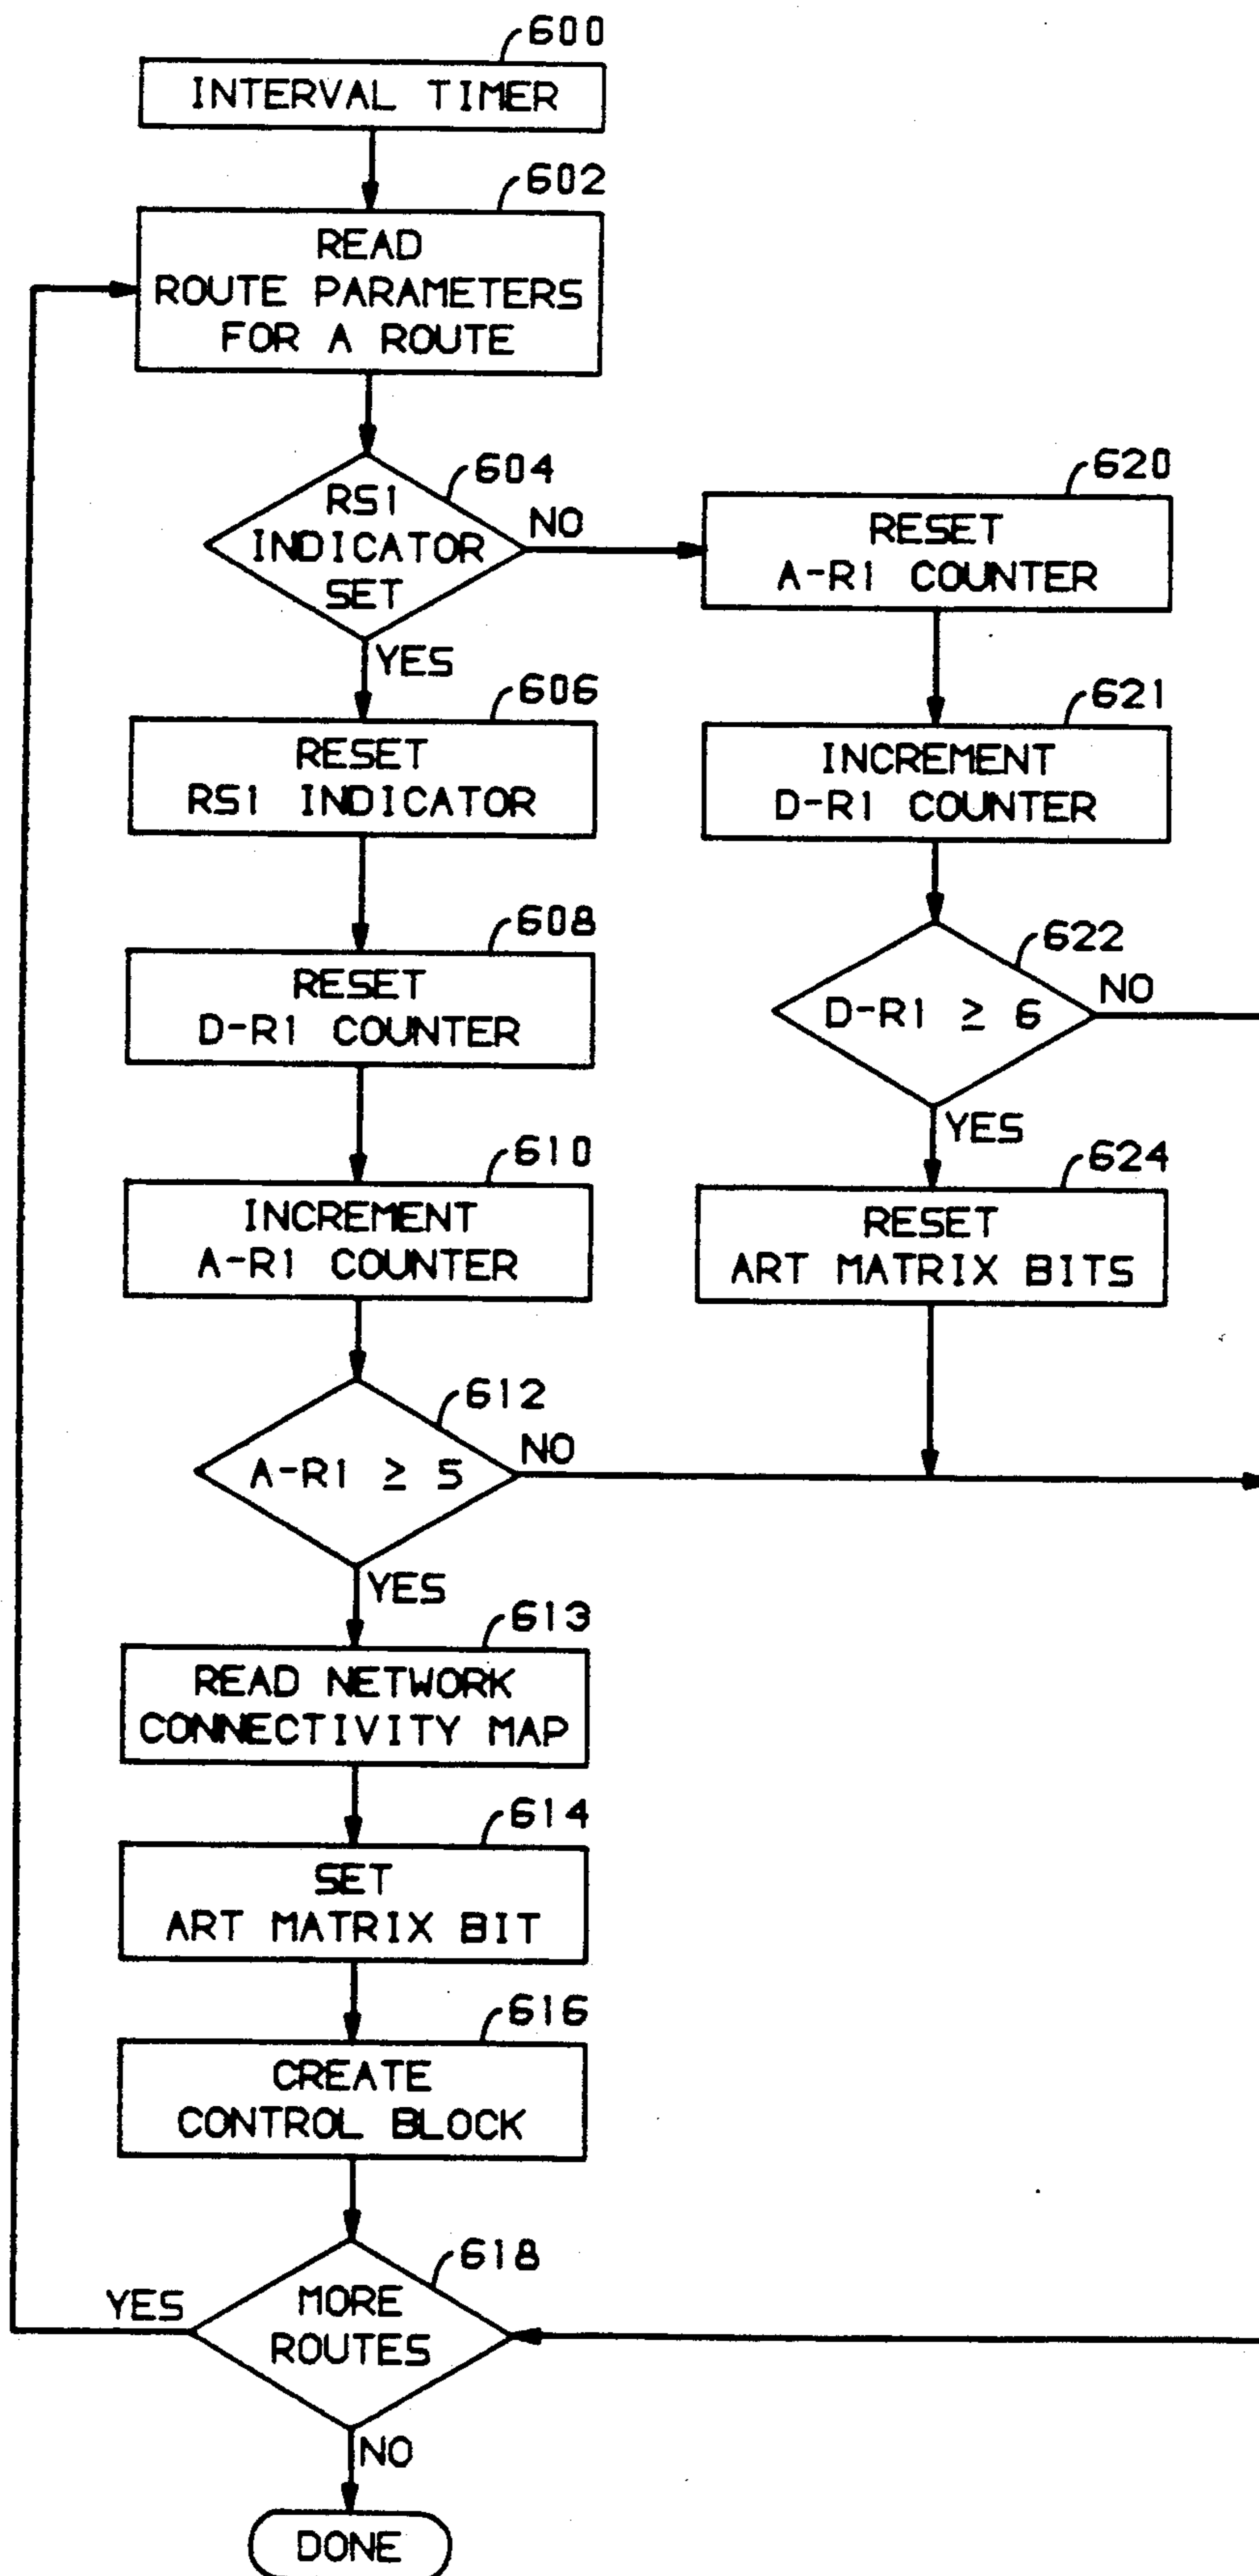 600
INTERVAL TIMER
602
READ
ROUTE PARAMETERS
FOR A ROUTE
604
RS1
INDICATOR
SET
NO
YES
620
RESET
A-R1 COUNTER
606
RESET
RS1 INDICATOR
621
INCREMENT
D-R1 COUNTER
608
RESET
D-R1 COUNTER
622
D-R1 ≥ 6
NO
YES
610
INCREMENT
A-R1 COUNTER
624
RESET
ART MATRIX BITS
612
A-R1 ≥ 5
NO
YES
613
READ NETWORK
CONNECTIVITY MAP
614
SET
ART MATRIX BIT
616
CREATE
CONTROL BLOCK
618
YES
MORE
ROUTES
NO
DONE